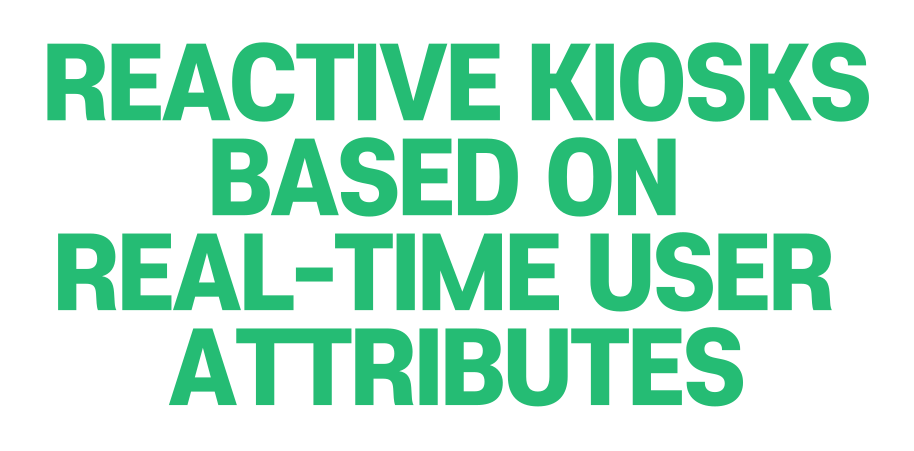 REACTIVE KIOSKS
BASED ON
REAL-TIME USER
ATTRIBUTES